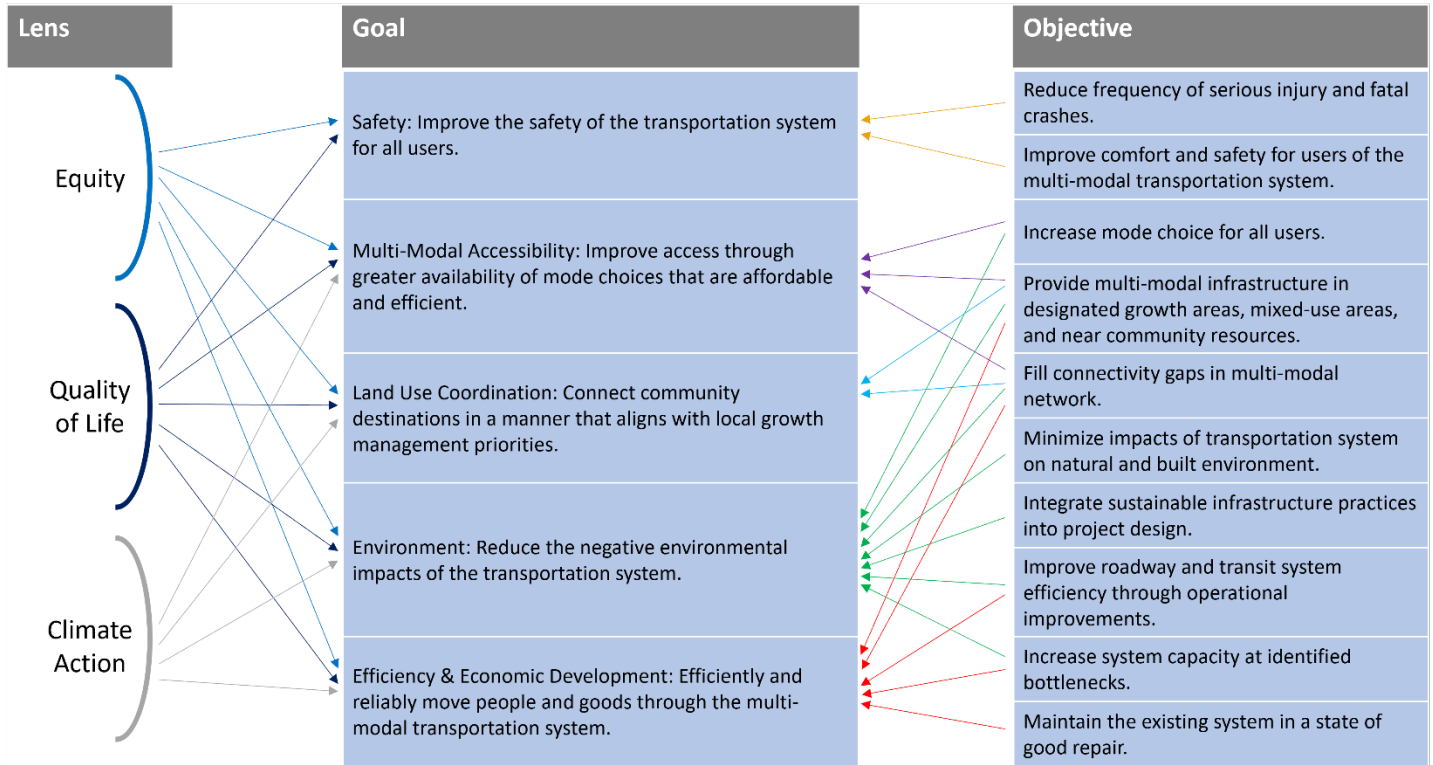 Lens
Goal
Objective
Equity
Quality
of Life
Climate
Action
Safety: Improve the safety of the transportation system
for all users.
Multi-Modal Accessibility: Improve access through
greater availability of mode choices that are affordable
and efficient.
Land Use Coordination: Connect community
destinations in a manner that aligns with local growth
management priorities.
Environment: Reduce the negative environmental
impacts of the transportation system.
Efficiency & Economic Development: Efficiently and
reliably move people and goods through the multi-
modal transportation system.
Reduce frequency of serious injury and fatal
crashes.
Improve comfort and safety for users of the
multi-modal transportation system.
Increase mode choice for all users.
Provide multi-modal infrastructure in
designated growth areas, mixed-use areas,
and near community resources.
Fill connectivity gaps in multi-modal
network.
Minimize impacts of transportation system
on natural and built environment.
Integrate sustainable infrastructure practices
into project design.
Improve roadway and transit system
efficiency through operational
improvements.
Increase system capacity at identified
bottlenecks.
Maintain the existing system in a state of
good repair.